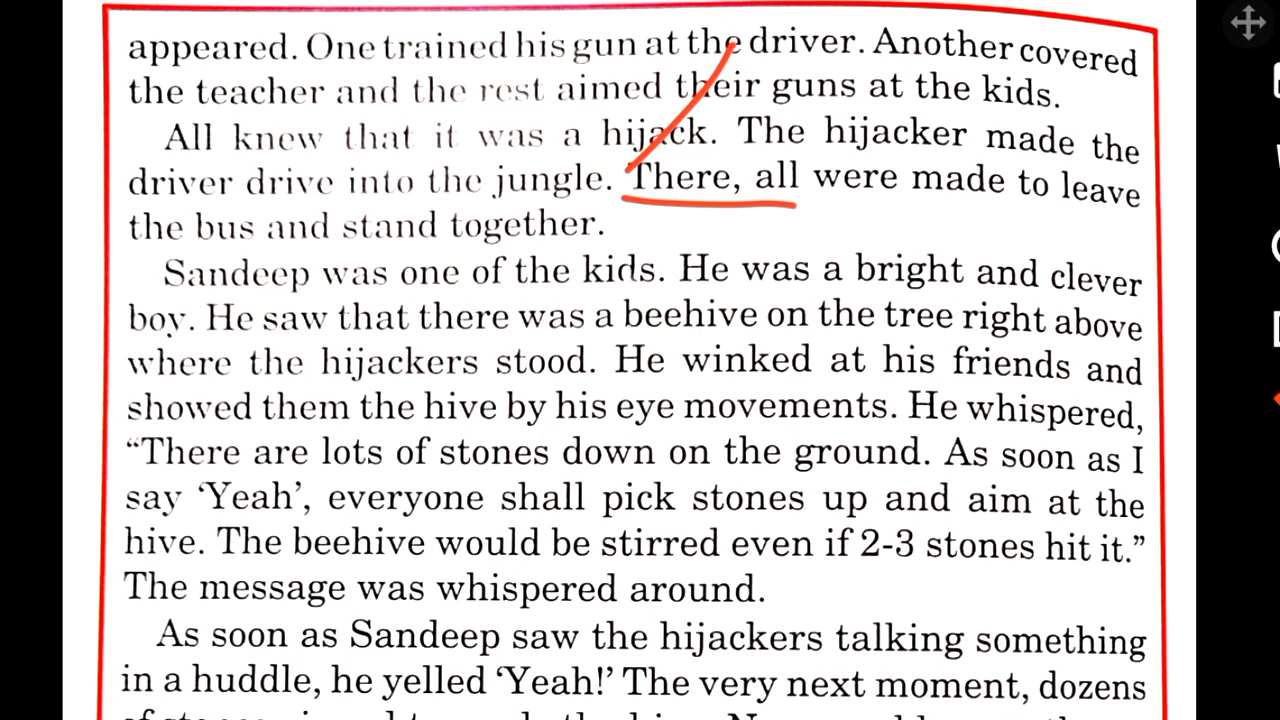 appeared. One trained his gun at the driver. Another covered
the teacher and the rest aimed their guns at the kids.
All knew that it was a hijack. The hijacker made the
driver drive into the jungle. There, all were made to leave
the bus and stand together.
Sandeep was one of the kids. He was a bright and clever
boy. He saw that there was a beehive on the tree right above
where the hijackers stood. He winked at his friends and
showed them the hive by his eye movements. He whispered,
“There are lots of stones down on the ground. As soon as I
say ‘Yeah’, everyone shall pick stones up and aim at the
hive. The beehive would be stirred even if 2-3 stones hit it.”
The message was whispered around.
As soon as Sandeep saw the hijackers talking something
in a huddle, he yelled ‘Yeah!’ The very next moment, dozens